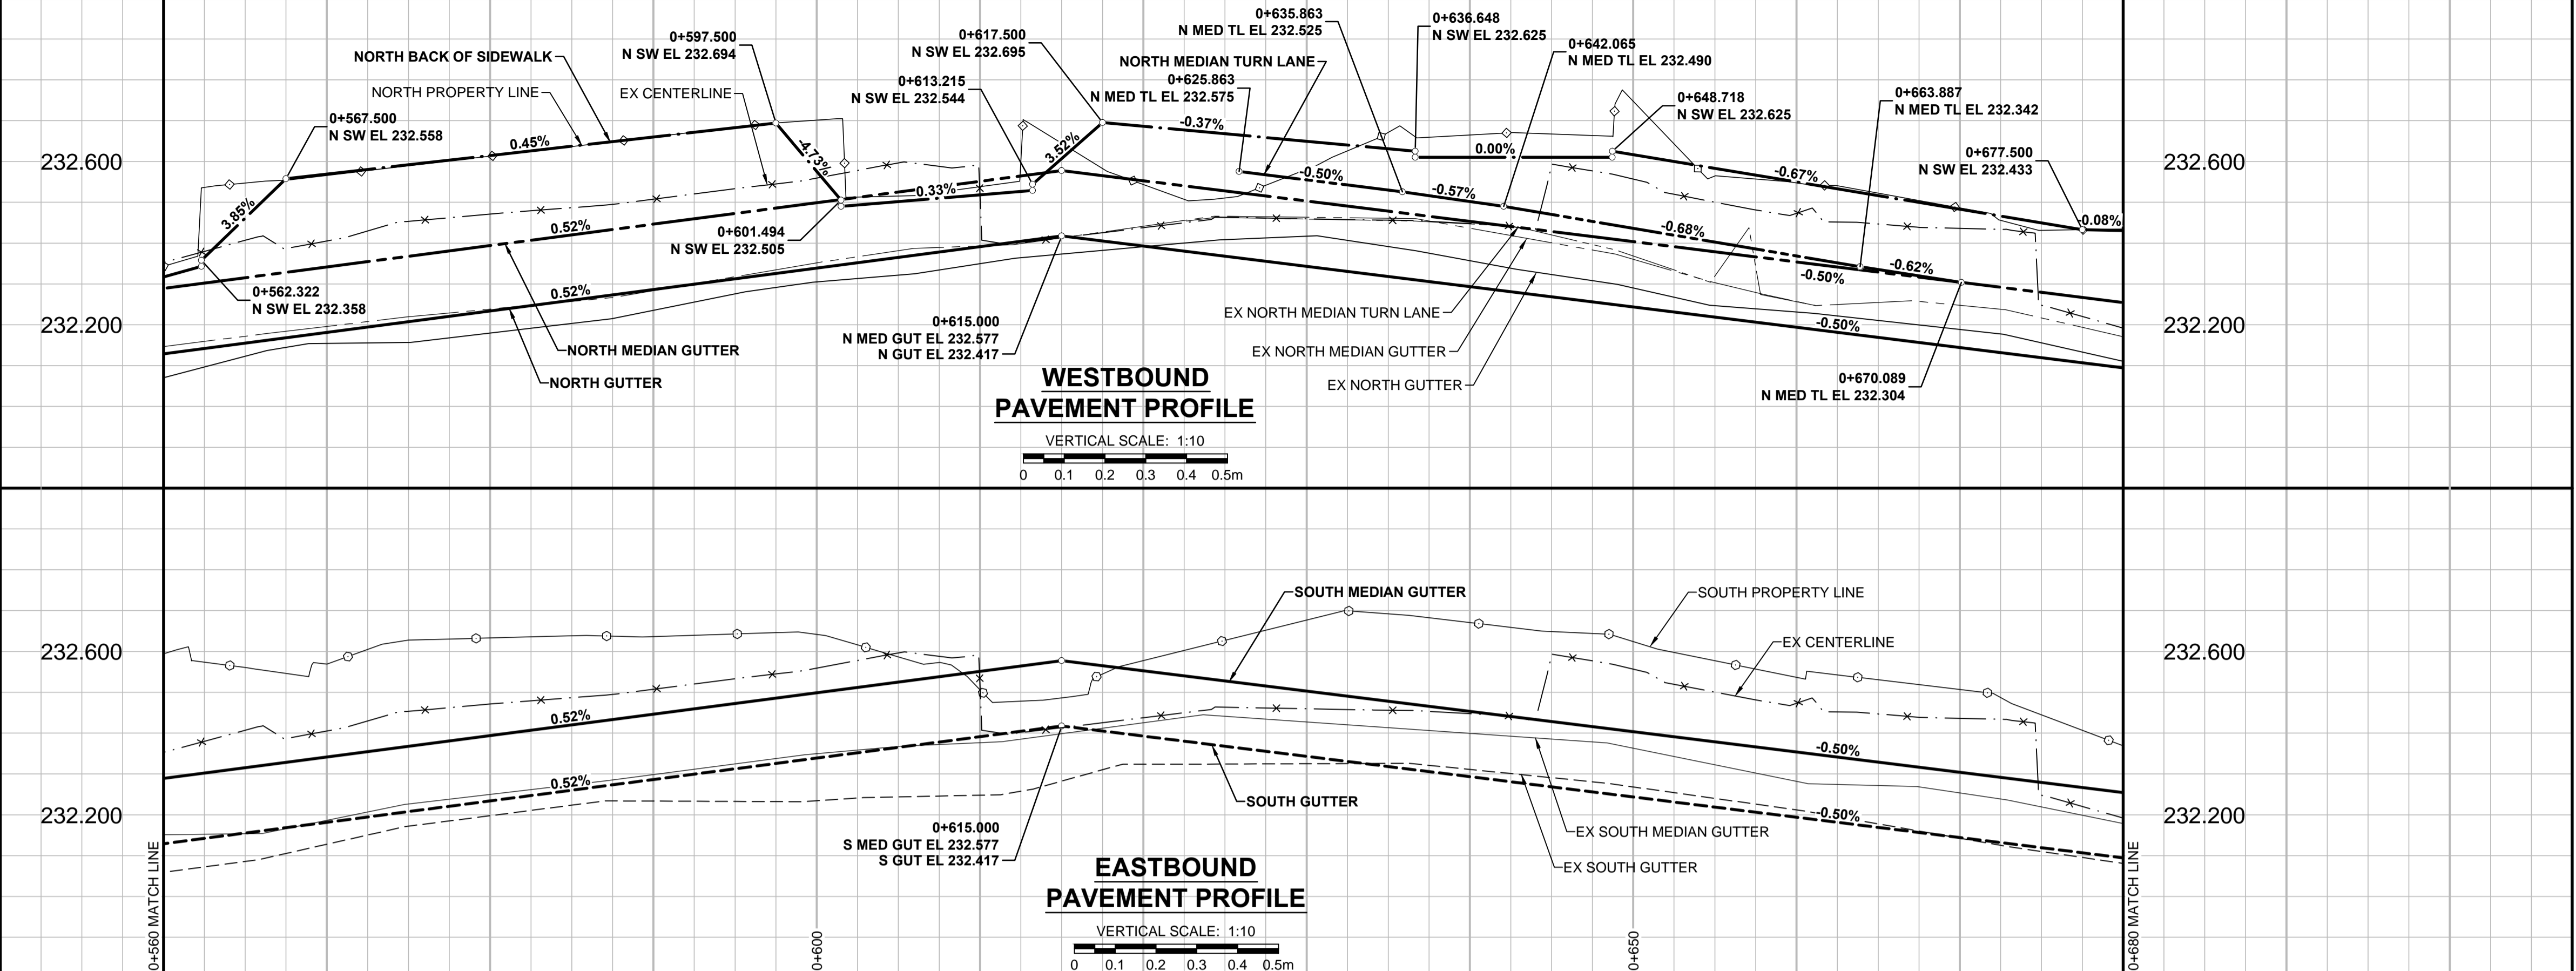 0+597.500
N SW EL 232.694
0+617.500
N SW EL 232.695
0+635.863
N MED TL EL 232.525
0+636.648
N SW EL 232.625
0+642.065
N MED TL EL 232.490
NORTH BACK OF SIDEWALK
NORTH PROPERTY LINE
EX CENTERLINE
0+613.215
N SW EL 232.544
NORTH MEDIAN TURN LANE
0+625.863
N MED TL EL 232.575
0+648.718
N SW EL 232.625
0+663.887
N MED TL EL 232.342
0+677.500
N SW EL 232.433
0+567.500
N SW EL 232.558
232.600
0.45%
-4.73%
3.52%
-0.37%
0.00%
-0.50%
-0.57%
-0.67%
-0.08%
232.600
3.85%
0.52%
0.33%
-0.68%
-0.62%
-0.50%
0+601.494
N SW EL 232.505
0+562.322
N SW EL 232.358
0.52%
232.200
0+615.000
N MED GUT EL 232.577
N GUT EL 232.417
EX NORTH MEDIAN TURN LANE
EX NORTH MEDIAN GUTTER
EX NORTH GUTTER
-0.50%
232.200
NORTH MEDIAN GUTTER
NORTH GUTTER
0+670.089
N MED TL EL 232.304
WESTBOUND
PAVEMENT PROFILE
VERTICAL SCALE: 1:10
0 0.1 0.2 0.3 0.4 0.5m
SOUTH MEDIAN GUTTER
SOUTH PROPERTY LINE
EX CENTERLINE
232.600
232.600
0.52%
-0.50%
0.52%
-0.50%
232.200
232.200
SOUTH GUTTER
0+615.000
S MED GUT EL 232.577
S GUT EL 232.417
EX SOUTH MEDIAN GUTTER
EX SOUTH GUTTER
EASTBOUND
PAVEMENT PROFILE
VERTICAL SCALE: 1:10
0 0.1 0.2 0.3 0.4 0.5m
0+560 MATCH LINE
0+600
0+650
0+680 MATCH LINE